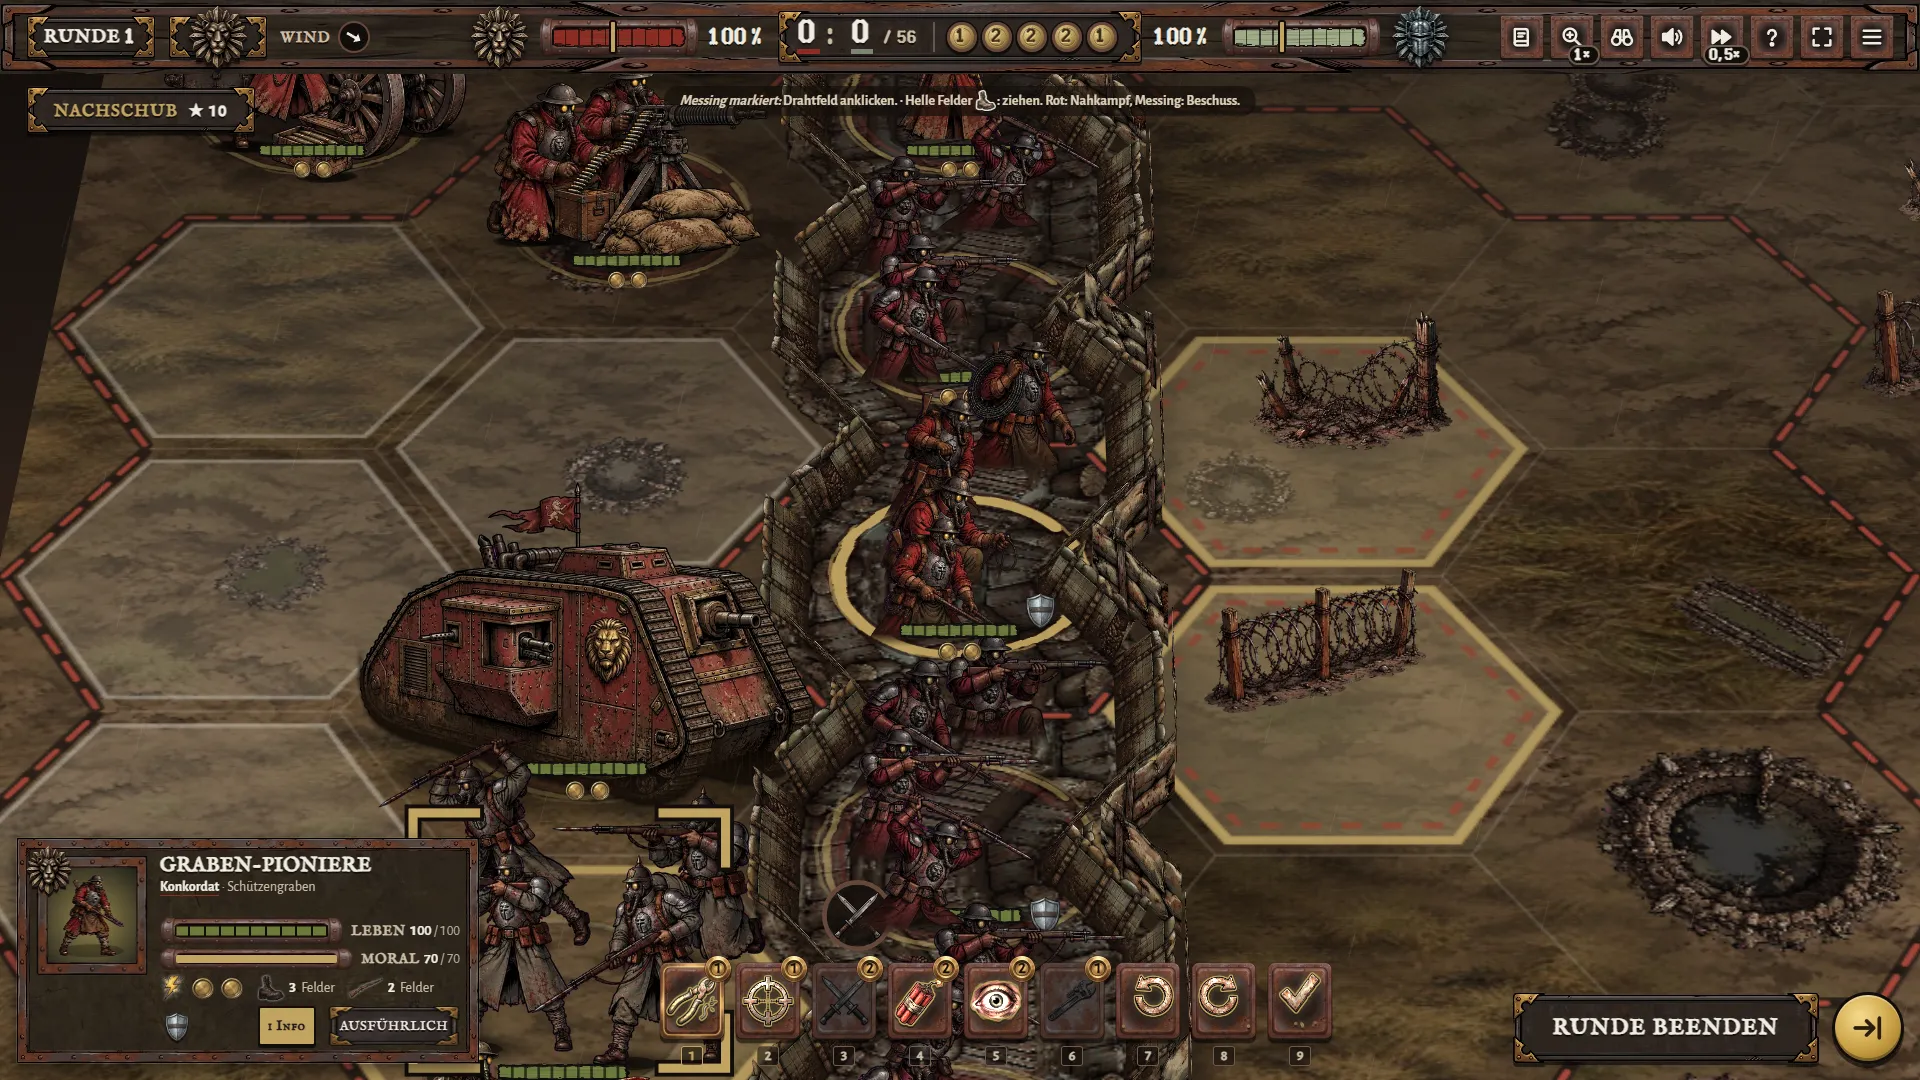 RUNDE 1
WIND
100 %
0 : 0 / 56
1 2 2 2 1
100 %
1×
0,5×
?
NACHSCHUB ★ 10
Messing markiert: Drahtfeld anklicken. · Helle Felder : ziehen. Rot: Nahkampf, Messing: Beschuss.
GRABEN-PIONIERE
Konkordat · Schützengraben
LEBEN 100/100
MORAL 70/70
3 Felder
2 Felder
1 INFO
AUSFÜHRLICH
1 1 2 2 2 1
1 2 3 4 5 6 7 8 9
RUNDE BEENDEN